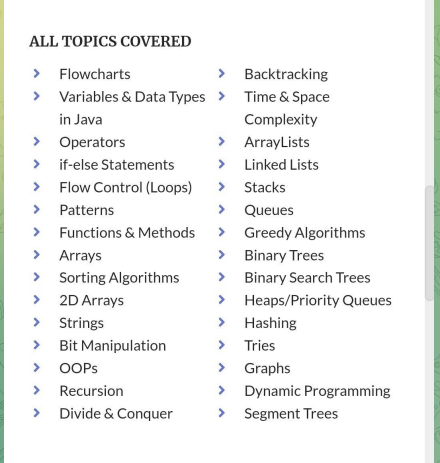 ALL TOPICS COVERED
Flowcharts
Variables & Data Types
in Java
Operators
if-else Statements
Flow Control (Loops)
Patterns
Functions & Methods
Arrays
Sorting Algorithms
2D Arrays
Strings
Bit Manipulation
OOPs
Recursion
Divide & Conquer
Backtracking
Time & Space
Complexity
ArrayLists
Linked Lists
Stacks
Queues
Greedy Algorithms
Binary Trees
Binary Search Trees
Heaps/Priority Queues
Hashing
Tries
Graphs
Dynamic Programming
Segment Trees